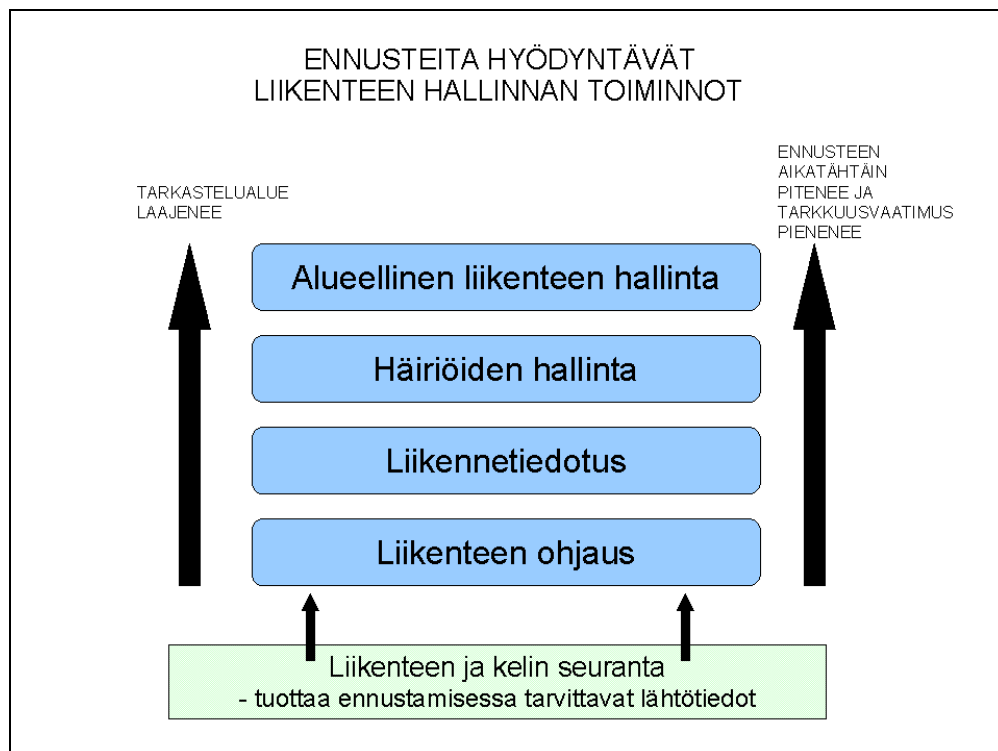 ENNUSTEITA HYÖDYNTÄVÄT
LIIKENTEEN HALLINNAN TOIMINNOT
TARKASTELUALUE
LAAJENEE
ENNUSTEEN
AIKATÄHTÄIN
PITENEE JA
TARKKUUSVAATIMUS
PIENENEE
Alueellinen liikenteen hallinta
Häiriöiden hallinta
Liikennetiedotus
Liikenteen ohjaus
Liikenteen ja kelin seuranta
- tuottaa ennustamisessa tarvittavat lähtötiedot